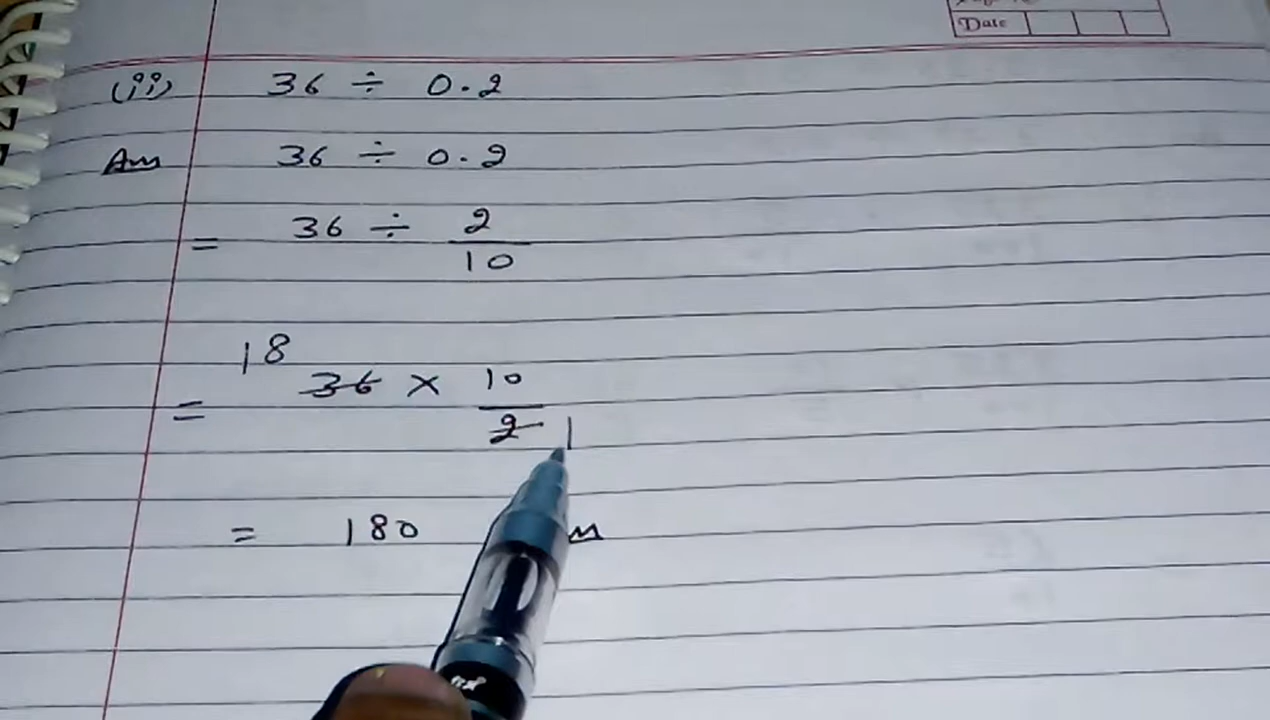 Date
(ii) 36 ÷ 0.2
Ans 36 ÷ 0.2
= 36 ÷ 2/10
18
= 36 × 10/2 1
= 180